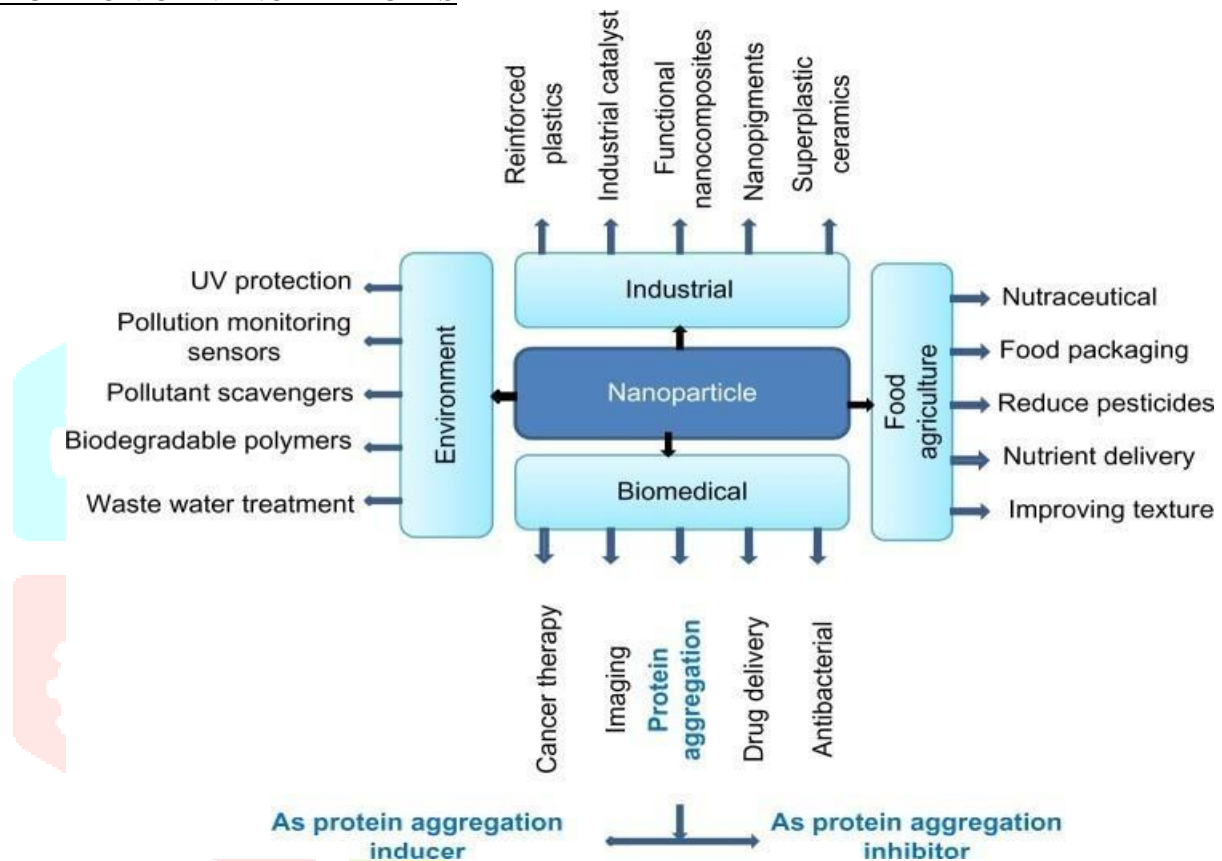 Reinforced
plastics
Industrial catalyst
Functional
nanocomposites
Nanopigments
Superplastic
ceramics
UV protection
Pollution monitoring
sensors
Pollutant scavengers
Biodegradable polymers
Waste water treatment
Environment
Industrial
Nanoparticle
Biomedical
Food
agriculture
Nutraceutical
Food packaging
Reduce pesticides
Nutrient delivery
Improving texture
Cancer therapy
Imaging
Protein
aggregation
Drug delivery
Antibacterial
As protein aggregation
inducer
As protein aggregation
inhibitor